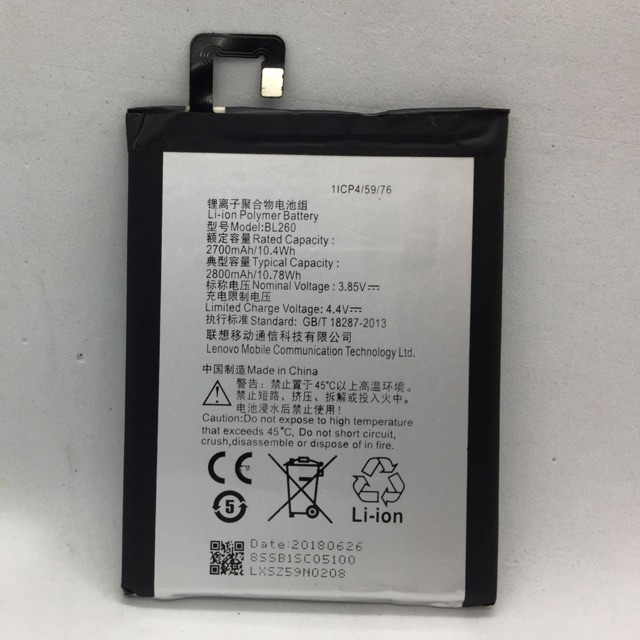 1ICP4/59/76
锂离子聚合物电池组
Li-ion Polymer Battery
型号Model:BL260
额定容量Rated Capacity :
2700mAh/10.4Wh
典型容量Typical Capacity :
2800mAh/10.78Wh
标称电压Nominal Voltage : 3.85V⎓
充电限制电压
Limited Charge Voltage : 4.4V⎓
执行标准Standard: GB/T 18287-2013
联想移动通信科技有限公司
Lenovo Mobile Communication Technology Ltd.
中国制造Made in China
警告：禁止置于45℃以上高温环境。
禁止短路、挤压、拆解或投入火中。
电池浸水后禁止使用!
Caution:Do not expose to high temperature
that exceeds 45℃, Do not short circuit,
crush,disassemble or dispose of in fire.
CE
5
Li-ion
Date:20180626
8SSB1SC05100
LXSZ59N0208